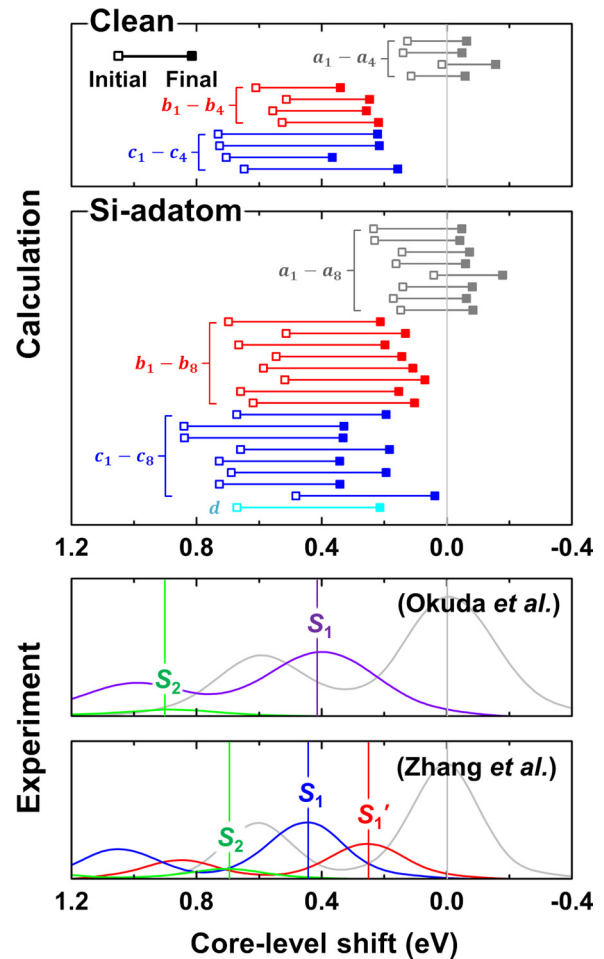 Clean
Initial Final
a₁ – a₄
b₁ – b₄
c₁ – c₄
Calculation
Si-adatom
a₁ – a₈
b₁ – b₈
c₁ – c₈
d
1.2 0.8 0.4 0.0 -0.4
Experiment
(Okuda et al.)
S₁
S₂
(Zhang et al.)
S₁ S₁′
S₂
1.2 0.8 0.4 0.0 -0.4
Core-level shift (eV)